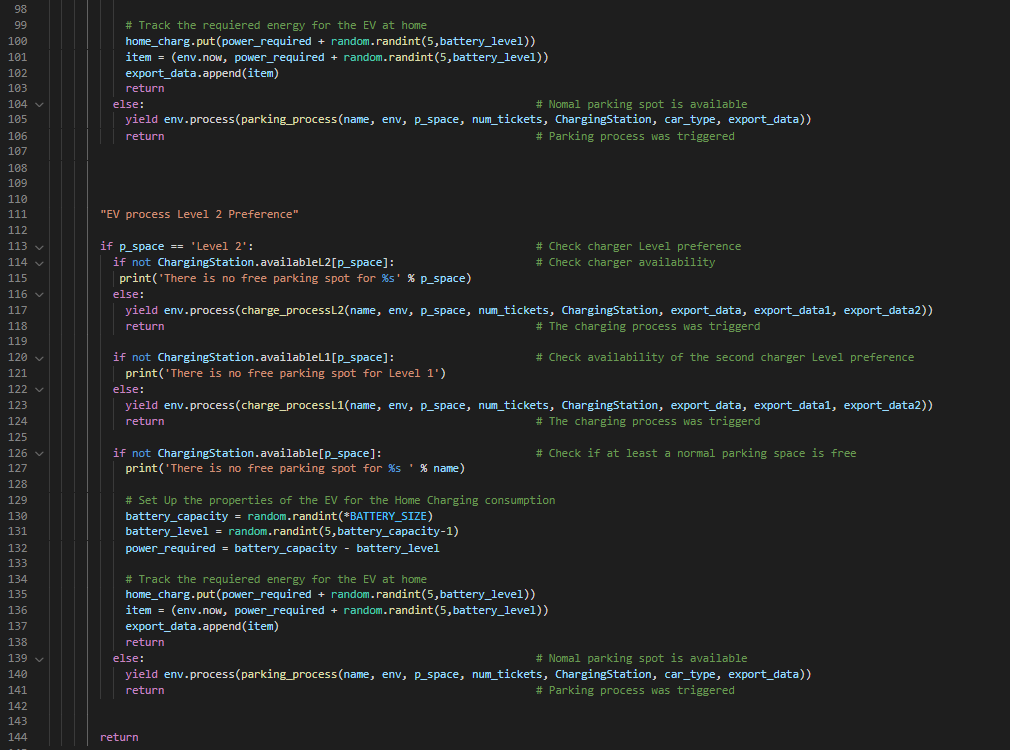 98
99 # Track the requiered energy for the EV at home
100 home_charg.put(power_required + random.randint(5,battery_level))
101 item = (env.now, power_required + random.randint(5,battery_level))
102 export_data.append(item)
103 return
104 else: # Nomal parking spot is available
105 yield env.process(parking_process(name, env, p_space, num_tickets, ChargingStation, car_type, export_data))
106 return # Parking process was triggered
107
108
109
110
111 "EV process Level 2 Preference"
112
113 if p_space == 'Level 2': # Check charger Level preference
114 if not ChargingStation.availableL2[p_space]: # Check charger availability
115 print('There is no free parking spot for %s' % p_space)
116 else:
117 yield env.process(charge_processL2(name, env, p_space, num_tickets, ChargingStation, export_data, export_data1, export_data2))
118 return # The charging process was triggerd
119
120 if not ChargingStation.availableL1[p_space]: # Check availability of the second charger Level preference
121 print('There is no free parking spot for Level 1')
122 else:
123 yield env.process(charge_processL1(name, env, p_space, num_tickets, ChargingStation, export_data, export_data1, export_data2))
124 return # The charging process was triggerd
125
126 if not ChargingStation.available[p_space]: # Check if at least a normal parking space is free
127 print('There is no free parking spot for %s ' % name)
128
129 # Set Up the properties of the EV for the Home Charging consumption
130 battery_capacity = random.randint(*BATTERY_SIZE)
131 battery_level = random.randint(5,battery_capacity-1)
132 power_required = battery_capacity - battery_level
133
134 # Track the requiered energy for the EV at home
135 home_charg.put(power_required + random.randint(5,battery_level))
136 item = (env.now, power_required + random.randint(5,battery_level))
137 export_data.append(item)
138 return
139 else: # Nomal parking spot is available
140 yield env.process(parking_process(name, env, p_space, num_tickets, ChargingStation, car_type, export_data))
141 return # Parking process was triggered
142
143
144 return